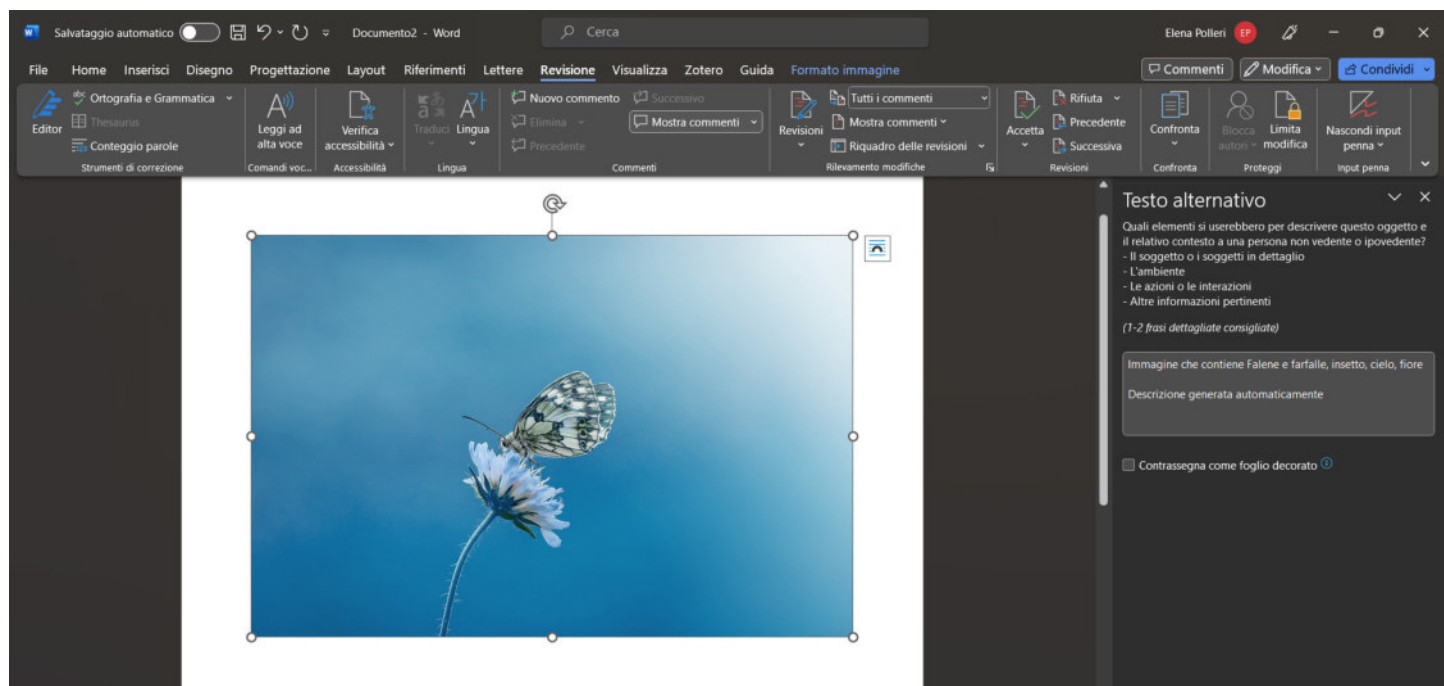 Salvataggio automatico
Documento2 - Word
Cerca
Elena Polleri EP
File Home Inserisci Disegno Progettazione Layout Riferimenti Lettere Revisione Visualizza Zotero Guida Formato immagine
Commenti Modifica Condividi
Editor
abc Ortografia e Grammatica
Thesaurus
Conteggio parole
Strumenti di correzione
Leggi ad alta voce
Comandi voc...
Verifica accessibilità
Accessibilità
Traduci
Lingua
Lingua
Nuovo commento
Elimina
Precedente
Successivo
Mostra commenti
Commenti
Revisioni
Tutti i commenti
Mostra commenti
Riquadro delle revisioni
Rilevamento modifiche
Accetta
Rifiuta
Precedente
Successiva
Revisioni
Confronta
Confronta
Blocca autori
Limita modifica
Proteggi
Nascondi input penna
Input penna
Testo alternativo
Quali elementi si userebbero per descrivere questo oggetto e
il relativo contesto a una persona non vedente o ipovedente?
- Il soggetto o i soggetti in dettaglio
- L'ambiente
- Le azioni o le interazioni
- Altre informazioni pertinenti
(1-2 frasi dettagliate consigliate)
Immagine che contiene Falene e farfalle, insetto, cielo, fiore
Descrizione generata automaticamente
Contrassegna come foglio decorato